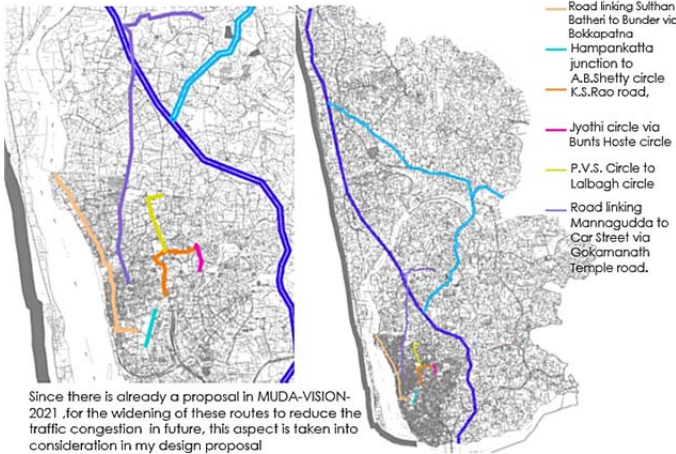 Road linking Sulthan
Batheri to Bunder via
Bokkapatna
Hampankatta
junction to
A.B.Shetty circle
K.S.Rao road,
Jyothi circle via
Bunts Hoste circle
P.V.S. Circle to
Lalbagh circle
Road linking
Mannagudda to
Car Street via
Gokarnanath
Temple road.
Since there is already a proposal in MUDA-VISION-
2021 ,for the widening of these routes to reduce the
traffic congestion in future, this aspect is taken into
consideration in my design proposal